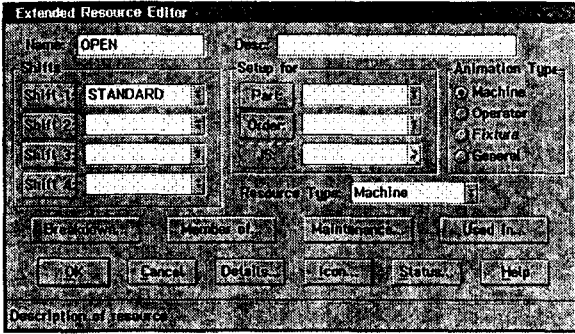 Extended Resource Editor
Name: OPEN Desc:
Shifts Setup for Animation Type
Shift 1 STANDARD Part Machine
Shift 2 Order Operator
Shift 3 JS Fixture
Shift 4 General
Resource Type: Machine
Breakdown... Member of... Maintenance... Used In...
OK Cancel Details... Icon... Status... Help
Description of resource